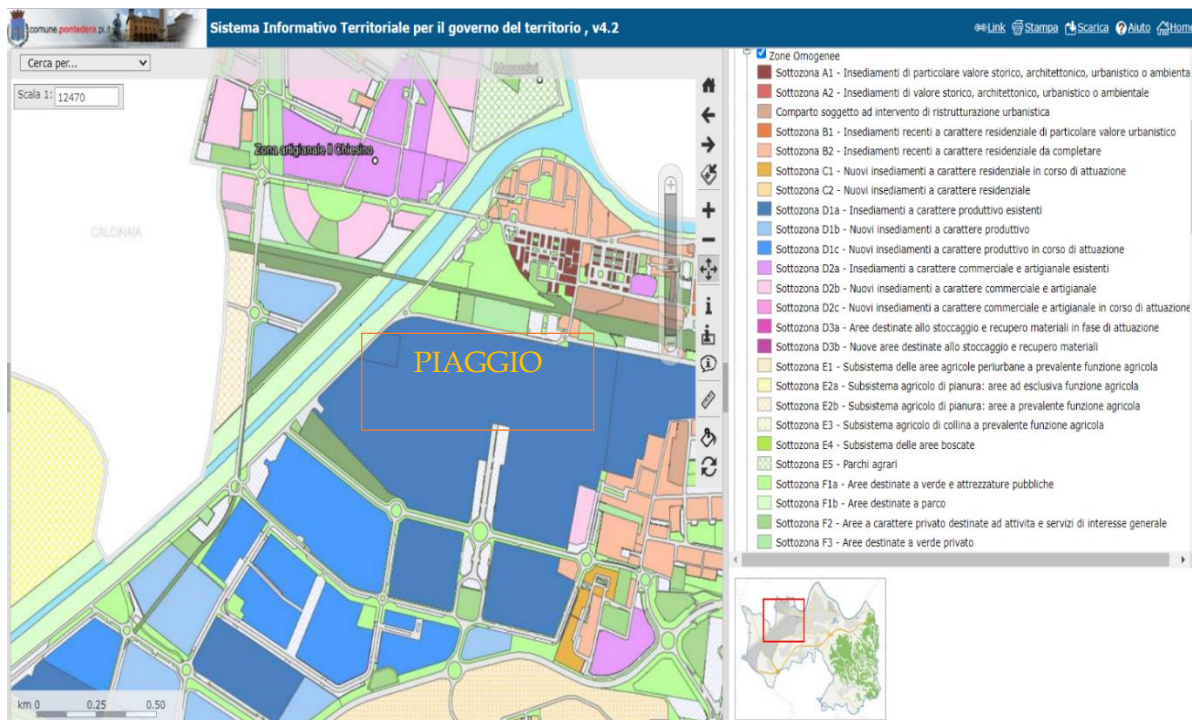 comune.pontedera.pi.it
Sistema Informativo Territoriale per il governo del territorio , v4.2
Link Stampa Scarica Aiuto Home
Cerca per...
Scala 1: 12470
Magazzini
Zona artigianale Il Chiesino
CALCINAIA
PIAGGIO
km 0 0.25 0.50
Zone Omogenee
Sottozona A1 - Insediamenti di particolare valore storico, architettonico, urbanistico o ambienta
Sottozona A2 - Insediamenti di valore storico, architettonico, urbanistico o ambientale
Comparto soggetto ad intervento di ristrutturazione urbanistica
Sottozona B1 - Insediamenti recenti a carattere residenziale di particolare valore urbanistico
Sottozona B2 - Insediamenti recenti a carattere residenziale da completare
Sottozona C1 - Nuovi insediamenti a carattere residenziale in corso di attuazione
Sottozona C2 - Nuovi insediamenti a carattere residenziale
Sottozona D1a - Insediamenti a carattere produttivo esistenti
Sottozona D1b - Nuovi insediamenti a carattere produttivo
Sottozona D1c - Nuovi insediamenti a carattere produttivo in corso di attuazione
Sottozona D2a - Insediamenti a carattere commerciale e artigianale esistenti
Sottozona D2b - Nuovi insediamenti a carattere commerciale e artigianale
Sottozona D2c - Nuovi insediamenti a carattere commerciale e artigianale in corso di attuazione
Sottozona D3a - Aree destinate allo stoccaggio e recupero materiali in fase di attuazione
Sottozona D3b - Nuove aree destinate allo stoccaggio e recupero materiali
Sottozona E1 - Subsistema delle aree agricole periurbane a prevalente funzione agricola
Sottozona E2a - Subsistema agricolo di pianura: aree ad esclusiva funzione agricola
Sottozona E2b - Subsistema agricolo di pianura: aree a prevalente funzione agricola
Sottozona E3 - Subsistema agricolo di collina a prevalente funzione agricola
Sottozona E4 - Subsistema delle aree boscate
Sottozona E5 - Parchi agrari
Sottozona F1a - Aree destinate a verde e attrezzature pubbliche
Sottozona F1b - Aree destinate a parco
Sottozona F2 - Aree a carattere privato destinate ad attivita e servizi di interesse generale
Sottozona F3 - Aree destinate a verde privato